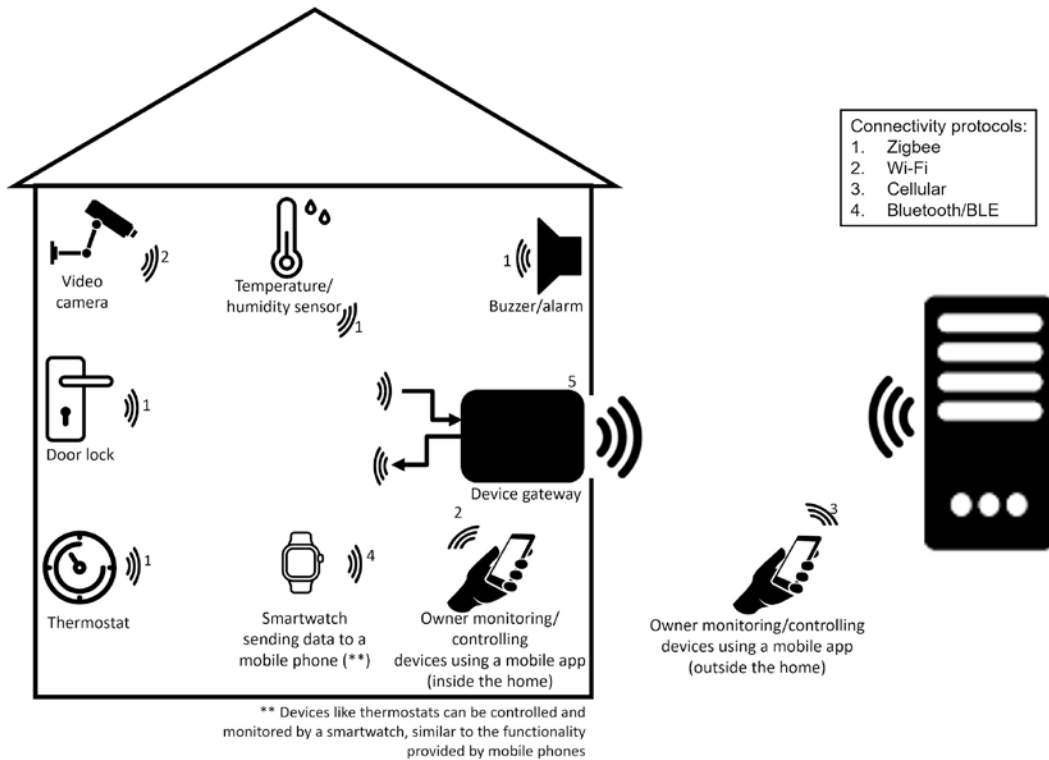 Connectivity protocols:
1. Zigbee
2. Wi-Fi
3. Cellular
4. Bluetooth/BLE
2
Video
camera
Temperature/
humidity sensor
1
1
Buzzer/alarm
1
Door lock
5
Device gateway
1
Thermostat
4
Smartwatch
sending data to a
mobile phone (**)
2
Owner monitoring/
controlling
devices using a mobile app
(inside the home)
3
Owner monitoring/controlling
devices using a mobile app
(outside the home)
** Devices like thermostats can be controlled and
monitored by a smartwatch, similar to the functionality
provided by mobile phones